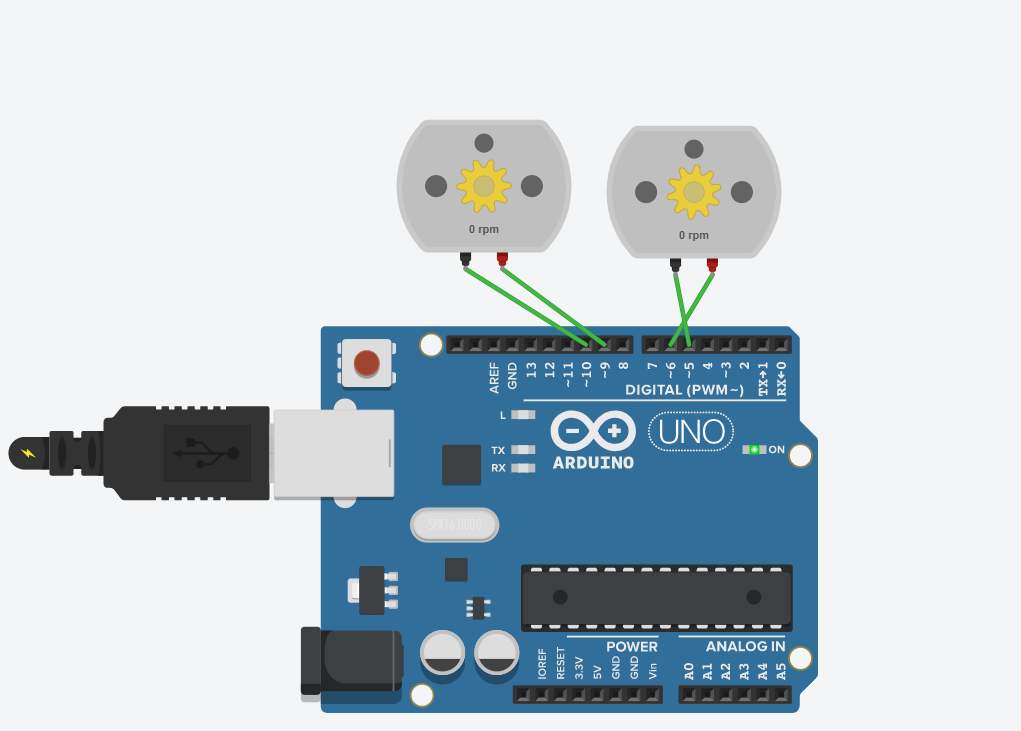 0 rpm
0 rpm
AREF
GND
13
12
~11
~10
~9
8
7
~6
~5
4
~3
2
TX→1
RX←0
DIGITAL (PWM~)
L
TX
RX
ARDUINO
UNO
ON
SPK16.000G
POWER
ANALOG IN
IOREF
RESET
3.3V
5V
GND
GND
Vin
A0
A1
A2
A3
A4
A5